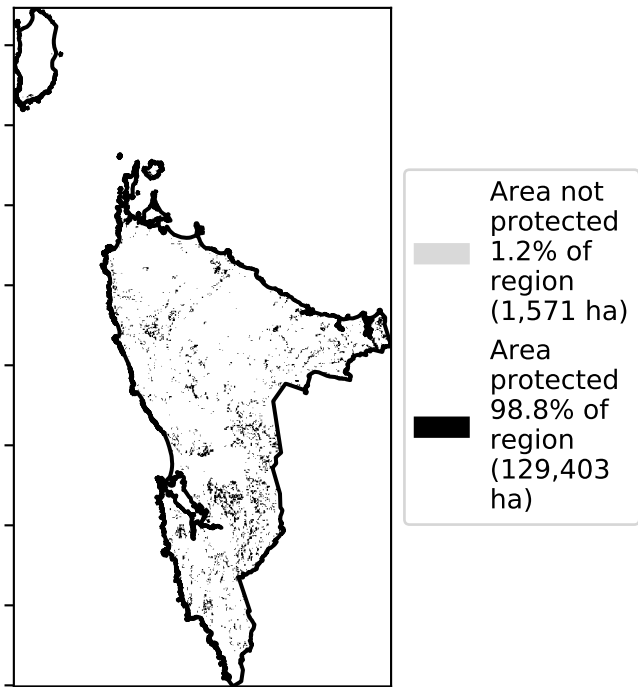 Area not
protected
1.2% of
region
(1,571 ha)
Area
protected
98.8% of
region
(129,403
ha)